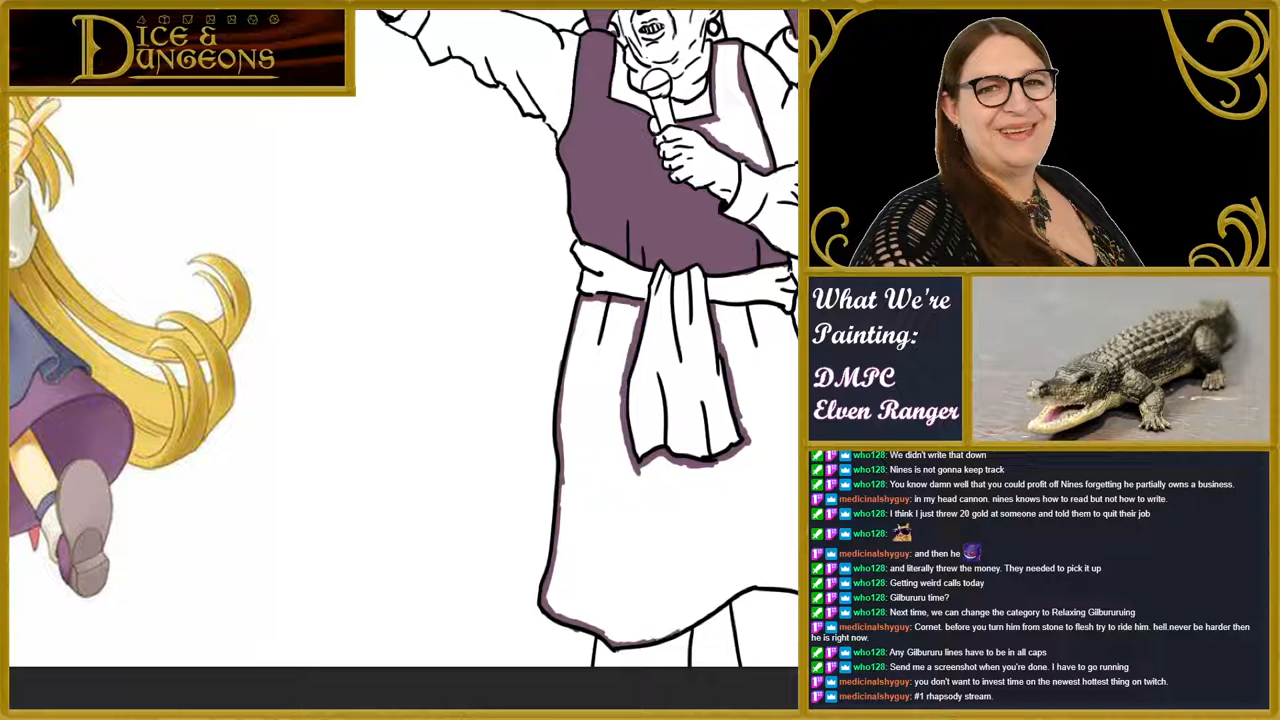 DICE &
DUNGEONS
What We're
Painting:
DMPC
Elven Ranger
who128: We didn't write that down
who128: Nines is not gonna keep track
who128: You know damn well that you could profit off Nines forgetting he partially owns a business.
medicinalshyguy: in my head cannon. nines knows how to read but not how to write.
who128: I think I just threw 20 gold at someone and told them to quit their job
who128:
medicinalshyguy: and then he
who128: and literally threw the money. They needed to pick it up
who128: Getting weird calls today
who128: Gilbururu time?
who128: Next time, we can change the category to Relaxing Gilbururuing
medicinalshyguy: Cornet. before you turn him from stone to flesh try to ride him. hell.never be harder then
he is right now.
who128: Any Gilbururu lines have to be in all caps
who128: Send me a screenshot when you're done. I have to go running
medicinalshyguy: you don't want to invest time on the newest hottest thing on twitch.
medicinalshyguy: #1 rhapsody stream.